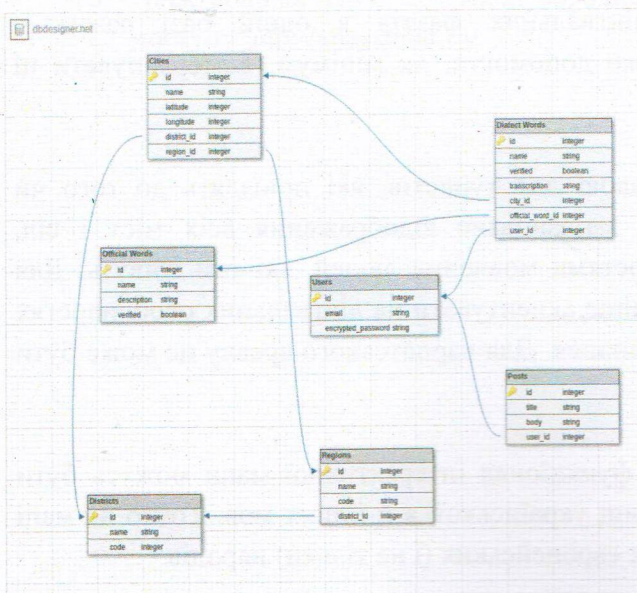 dbdesigner.net
Cities
id integer
name string
latitude integer
longitude integer
district_id integer
region_id integer
Dialect Words
id integer
name string
verified boolean
transcription string
city_id integer
official_word_id integer
user_id integer
Official Words
id integer
name string
description string
verified boolean
Users
id integer
email string
encrypted_password string
Posts
id integer
title string
body string
user_id integer
Regions
id integer
name string
code string
district_id integer
Districts
id integer
name string
code integer